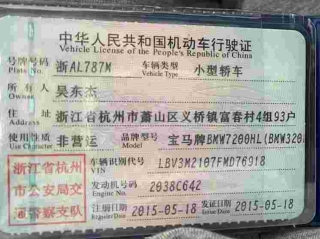 中华人民共和国机动车行驶证
Vehicle License of the People's Republic of China
号牌号码 浙AL787M 车辆类型 小型轿车
Plate No. Vehicle Type
所有人 吴东杰
Owner
住址 浙江省杭州市萧山区义桥镇富春村4组93户
Address
使用性质 非营运 品牌型号 宝马牌BMW7200HL(BMW320
Use Character Model
浙江省杭州市公安局交通警察支队
车辆识别代号 LBV3M2107FMD76918
VIN
发动机号码 2038C642
Engine No.
注册日期 2015-05-18 发证日期 2015-05-18
Register Date Issue Date